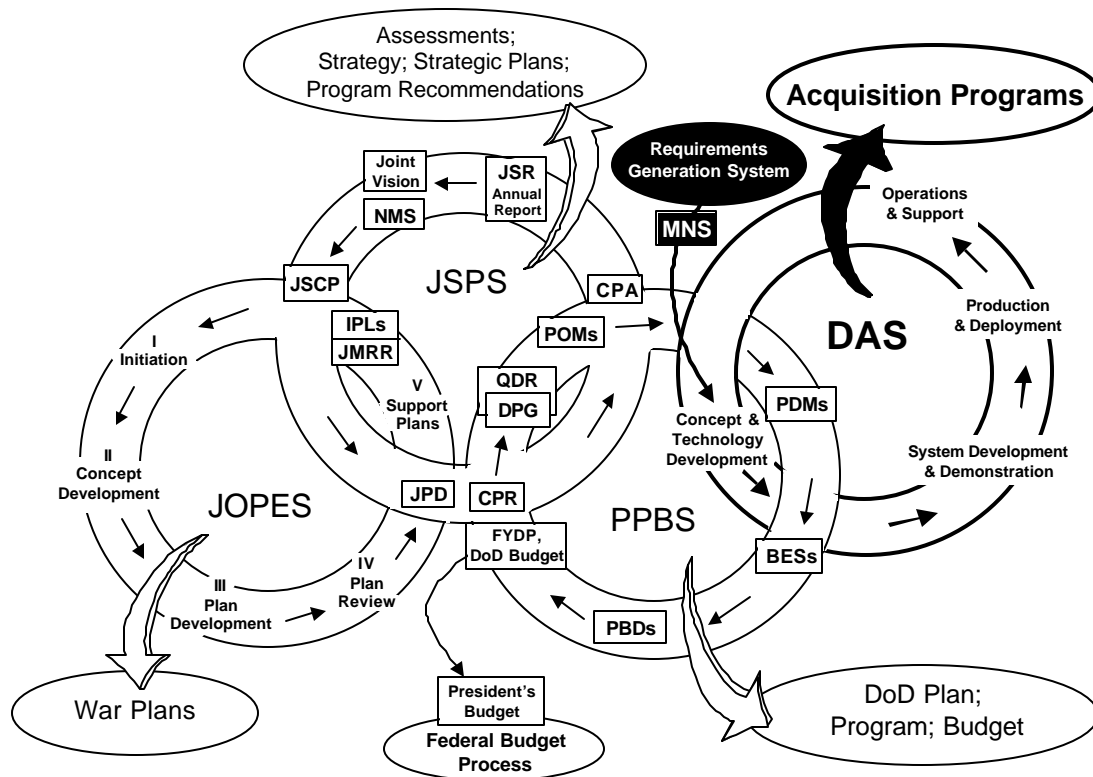 Assessments;
Strategy; Strategic Plans;
Program Recommendations
Acquisition Programs
Requirements
Generation System
MNS
Joint
Vision
JSR
Annual
Report
NMS
JSCP
JSPS
CPA
Operations
& Support
IPLs
JMRR
POMs
Production
& Deployment
DAS
I
Initiation
V
Support
Plans
QDR
DPG
PDMs
Concept &
Technology
Development
System Development
& Demonstration
II
Concept
Development
JPD
CPR
JOPES
PPBS
FYDP,
DoD Budget
BESs
IV
Plan
Review
III
Plan
Development
PBDs
War Plans
President's
Budget
Federal Budget
Process
DoD Plan;
Program; Budget